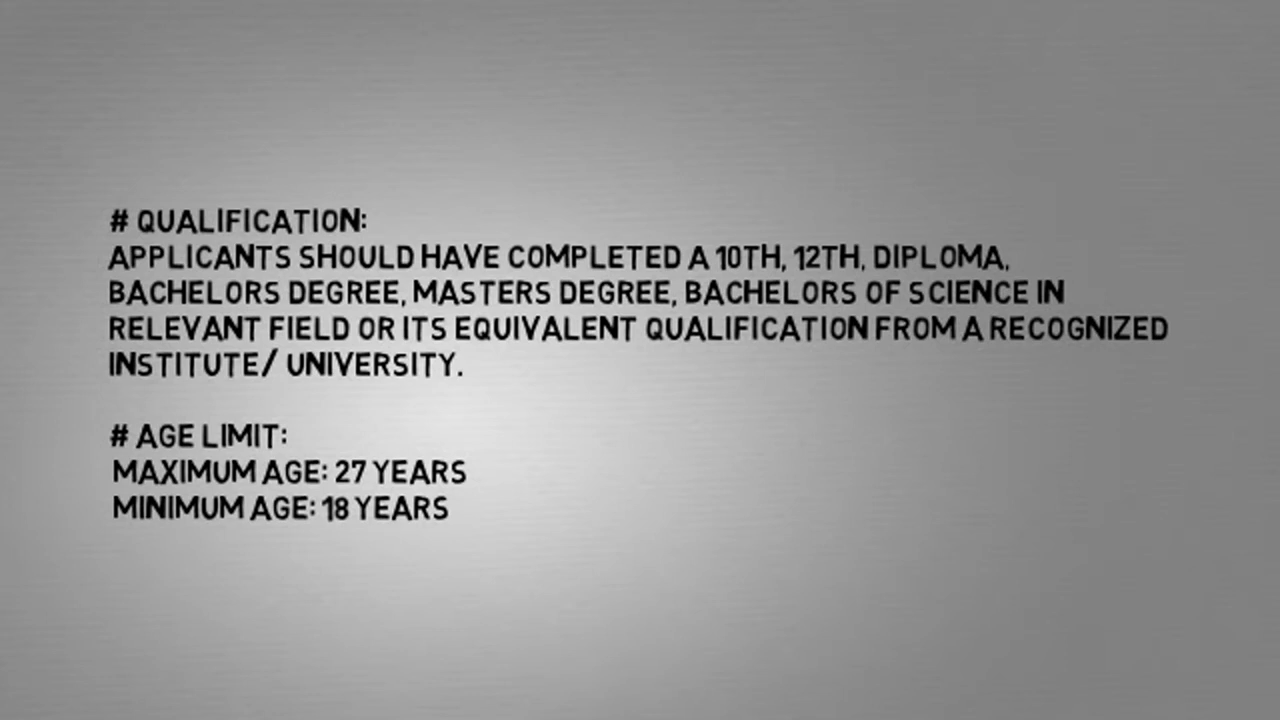 # QUALIFICATION:
APPLICANTS SHOULD HAVE COMPLETED A 10TH, 12TH, DIPLOMA,
BACHELORS DEGREE, MASTERS DEGREE, BACHELORS OF SCIENCE IN
RELEVANT FIELD OR ITS EQUIVALENT QUALIFICATION FROM A RECOGNIZED
INSTITUTE/ UNIVERSITY.
# AGE LIMIT:
MAXIMUM AGE: 27 YEARS
MINIMUM AGE: 18 YEARS